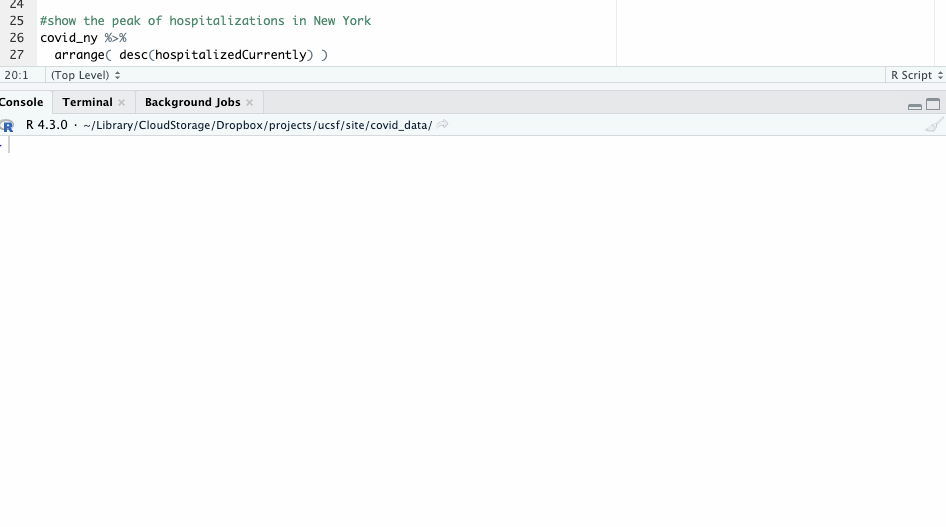 24
25 #show the peak of hospitalizations in New York
26 covid_ny %>%
27 arrange( desc(hospitalizedCurrently) )
20:1 (Top Level) R Script
Console Terminal Background Jobs
R R 4.3.0 · ~/Library/CloudStorage/Dropbox/projects/ucsf/site/covid_data/